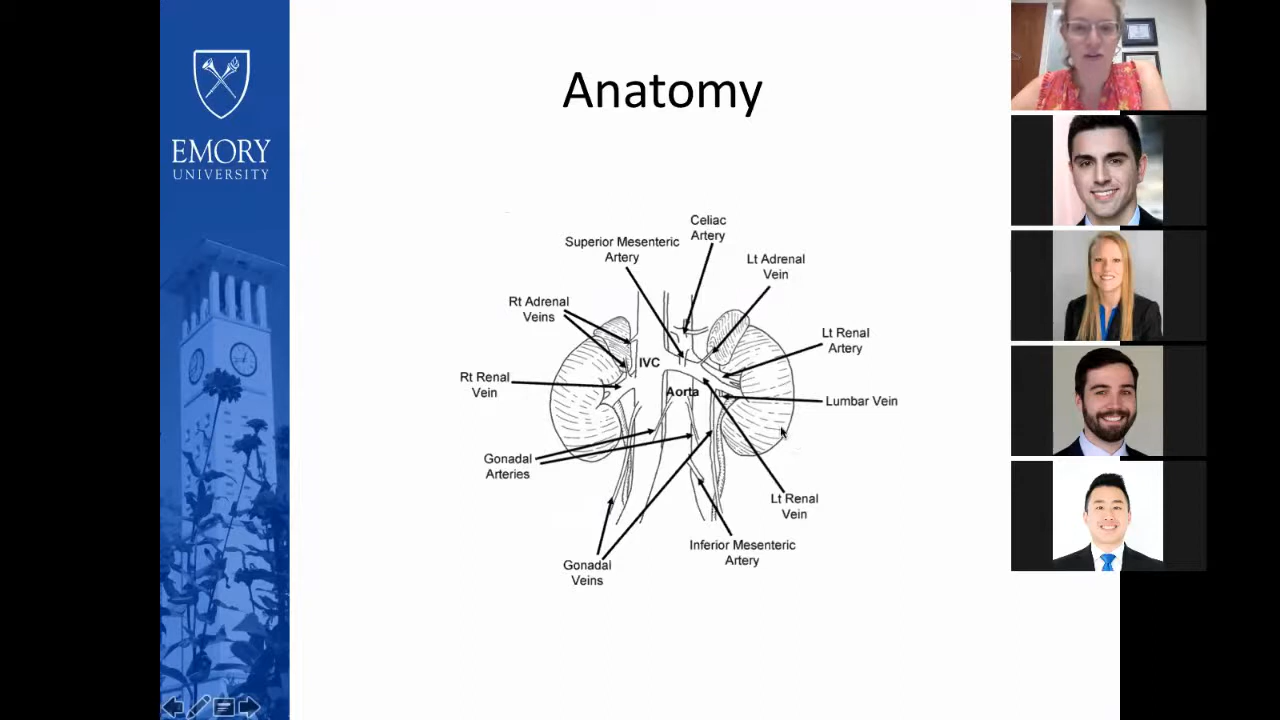 EMORY
UNIVERSITY
Anatomy
Celiac
Artery
Superior Mesenteric
Artery
Lt Adrenal
Vein
Rt Adrenal
Veins
Lt Renal
Artery
IVC
Rt Renal
Vein
Aorta
Lumbar Vein
Gonadal
Arteries
Lt Renal
Vein
Inferior Mesenteric
Artery
Gonadal
Veins